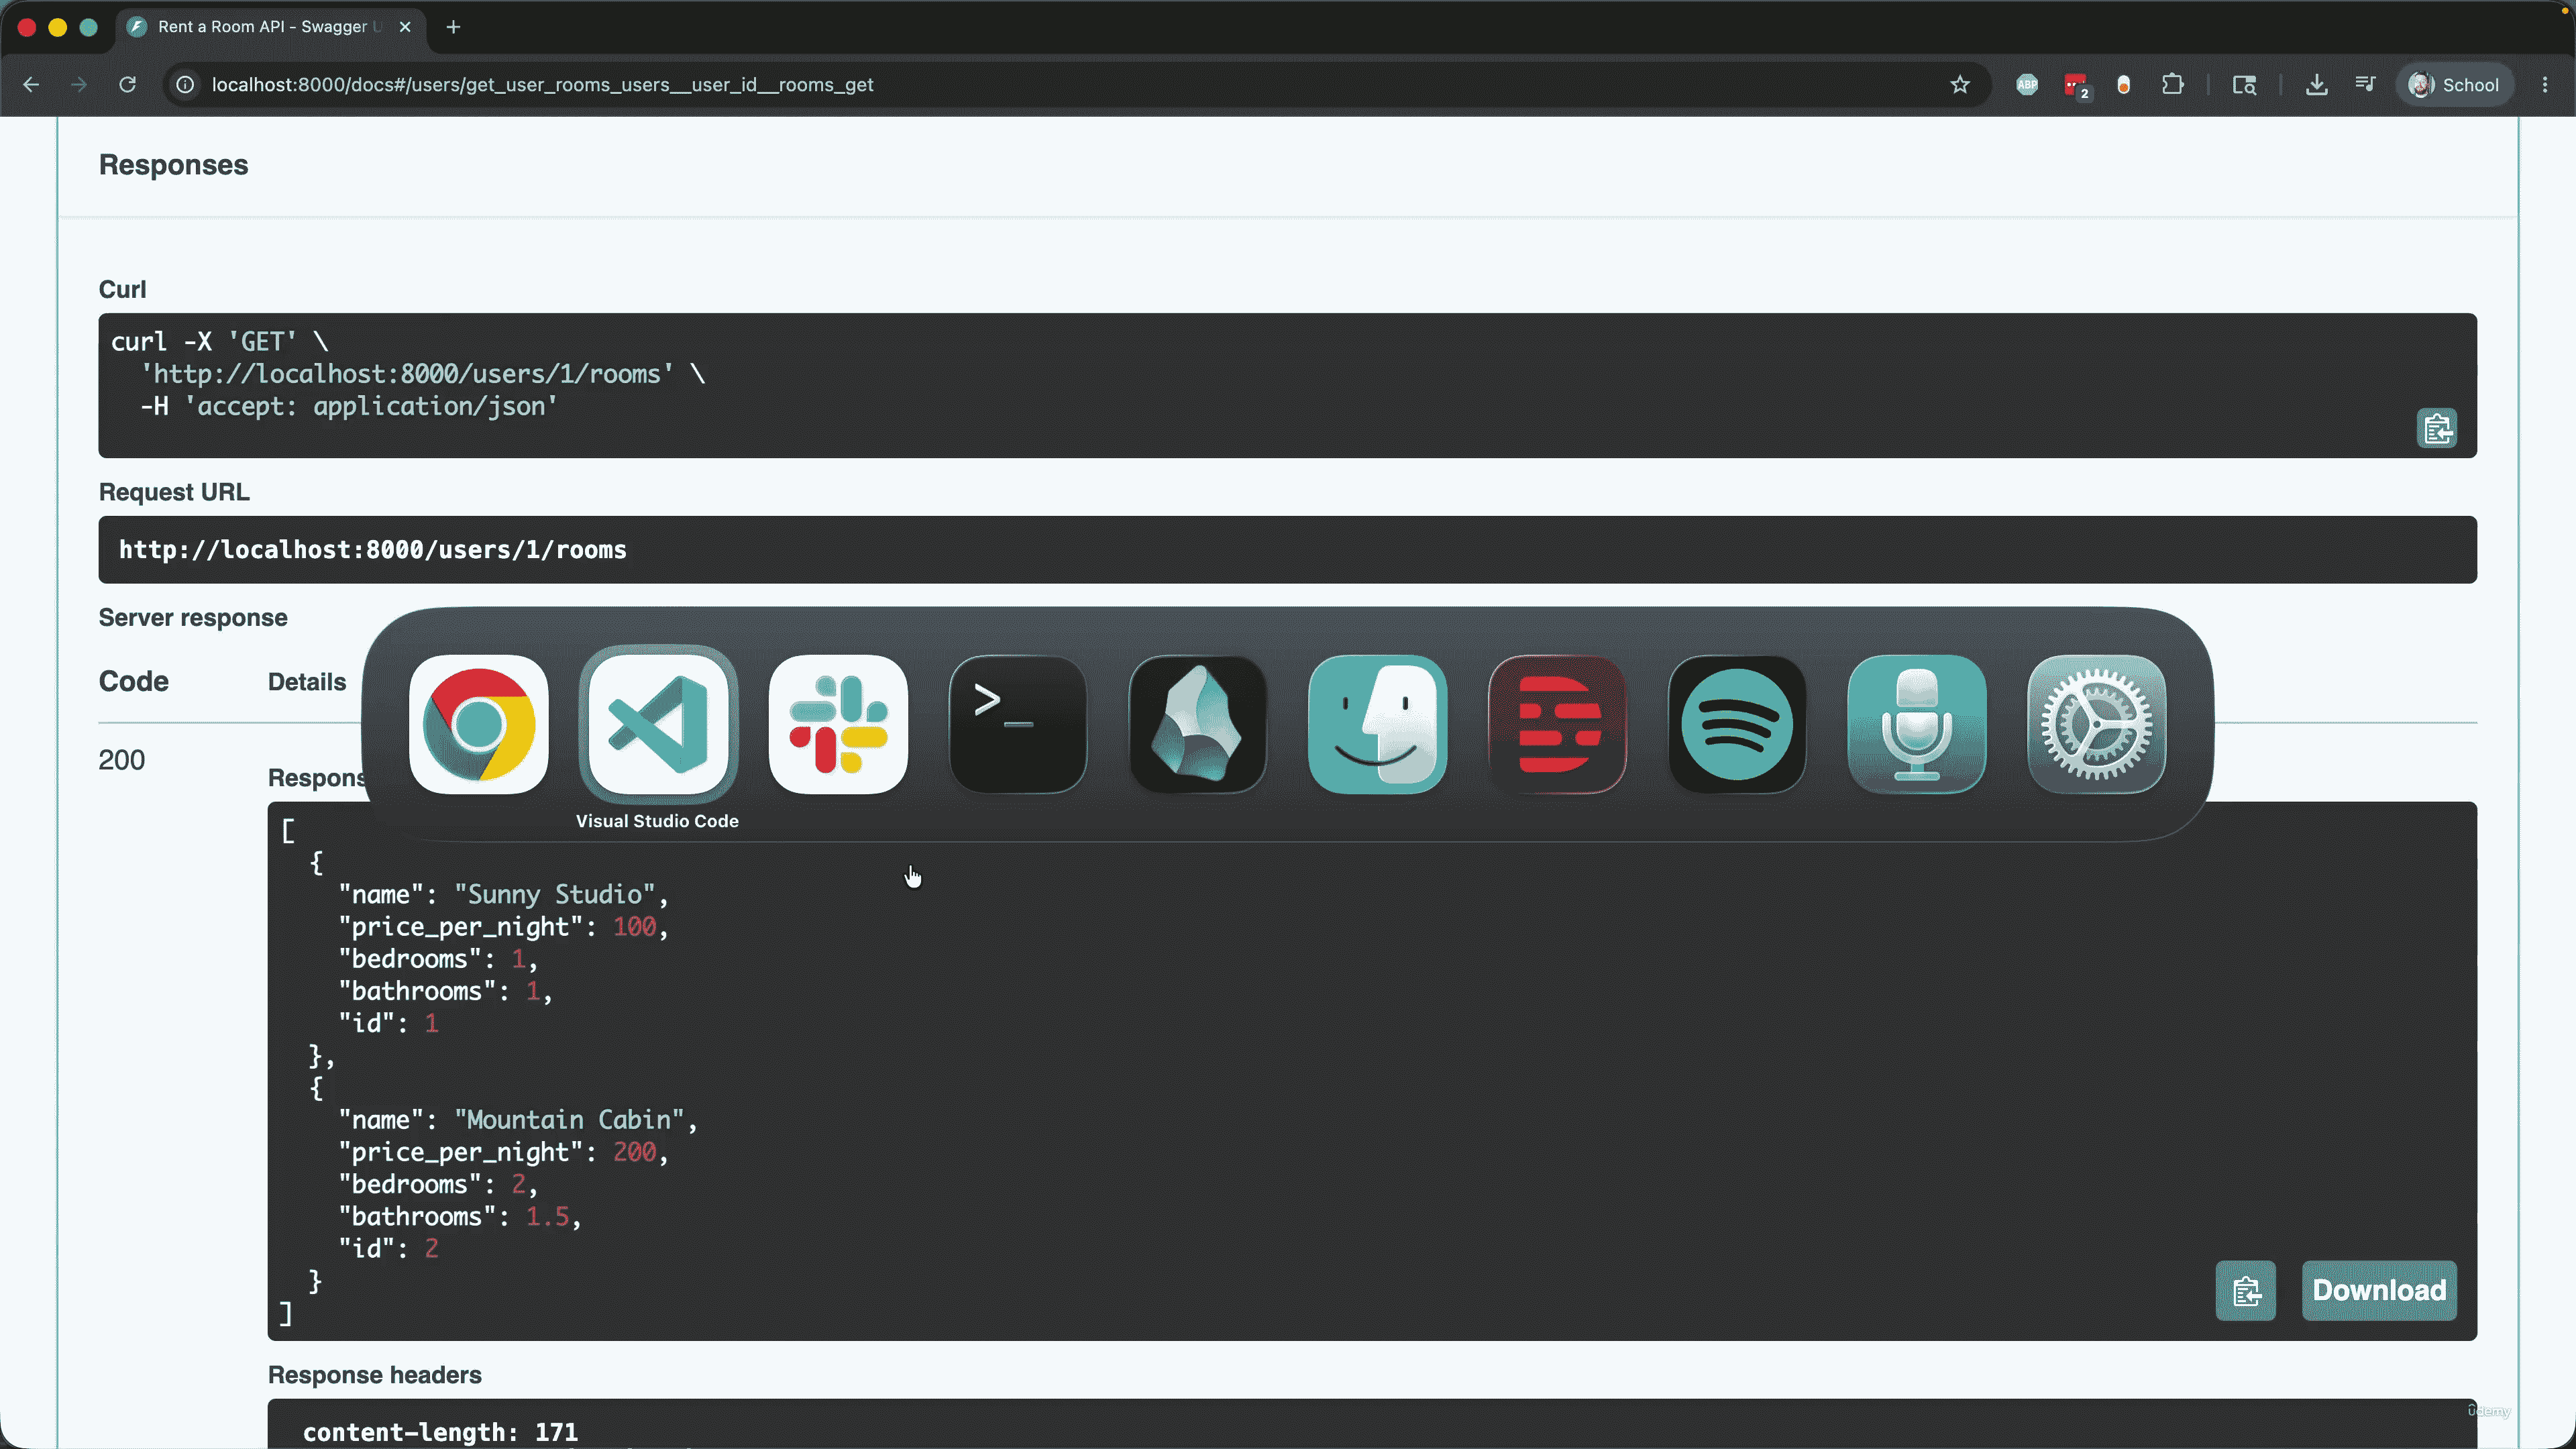 Rent a Room API - Swagger U
localhost:8000/docs#/users/get_user_rooms_users__user_id__rooms_get
ABP
2
School
Responses
Curl
curl -X 'GET' \
'http://localhost:8000/users/1/rooms' \
-H 'accept: application/json'
Request URL
http://localhost:8000/users/1/rooms
Server response
Code
Details
200
Respons
Visual Studio Code
[
{
"name": "Sunny Studio",
"price_per_night": 100,
"bedrooms": 1,
"bathrooms": 1,
"id": 1
},
{
"name": "Mountain Cabin",
"price_per_night": 200,
"bedrooms": 2,
"bathrooms": 1.5,
"id": 2
}
]
Download
Response headers
content-length: 171
udemy